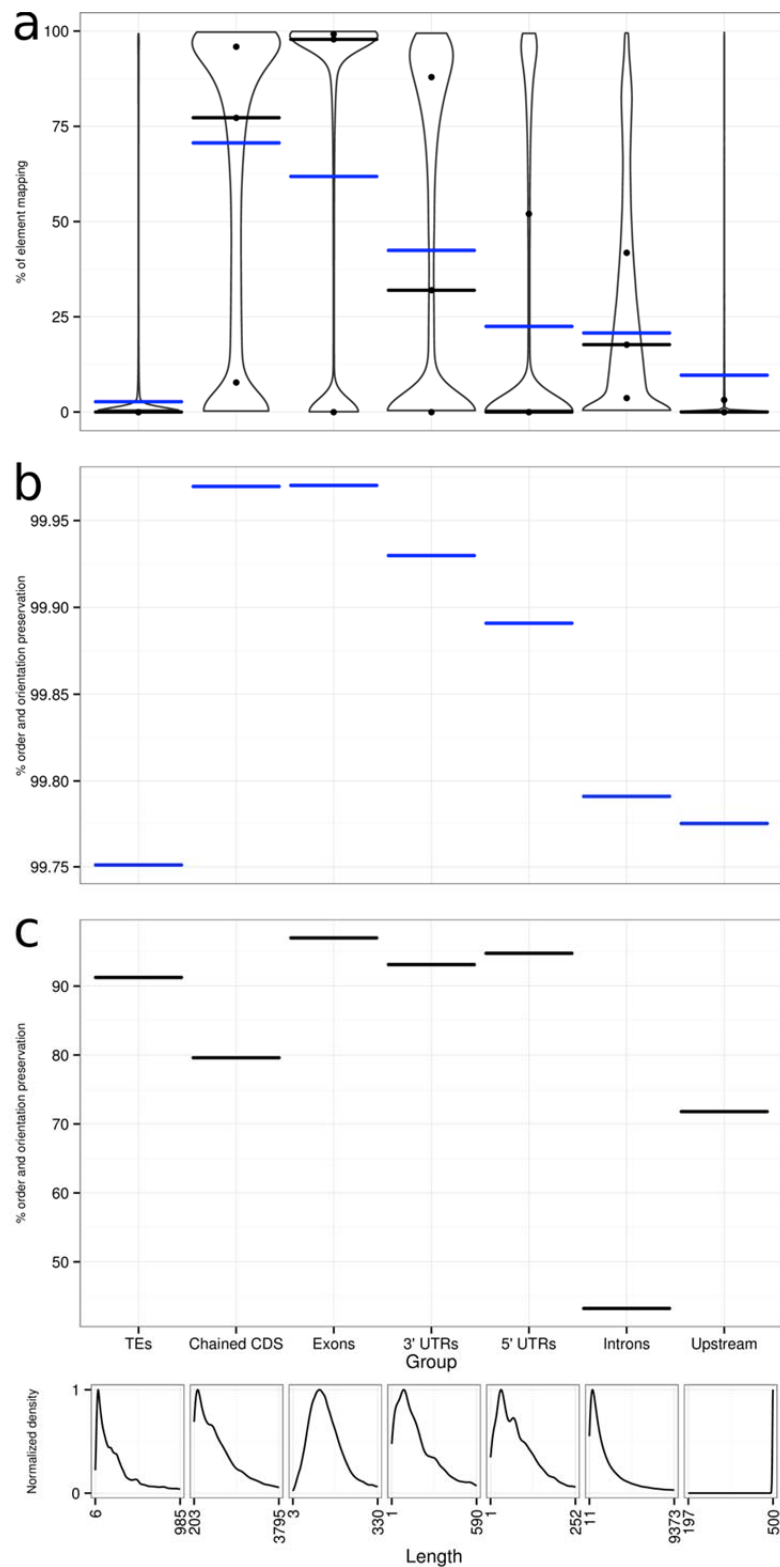 a
% of element mapping
100
75
50
25
0
b
% order and orientation preservation
99.95
99.90
99.85
99.80
99.75
c
% order and orientation preservation
90
80
70
60
50
TEs Chained CDS Exons 3' UTRs 5' UTRs Introns Upstream
Group
Normalized density
1
0
6 985 203 3795 3 330 1 590 1 252 11 9373 197 500
Length